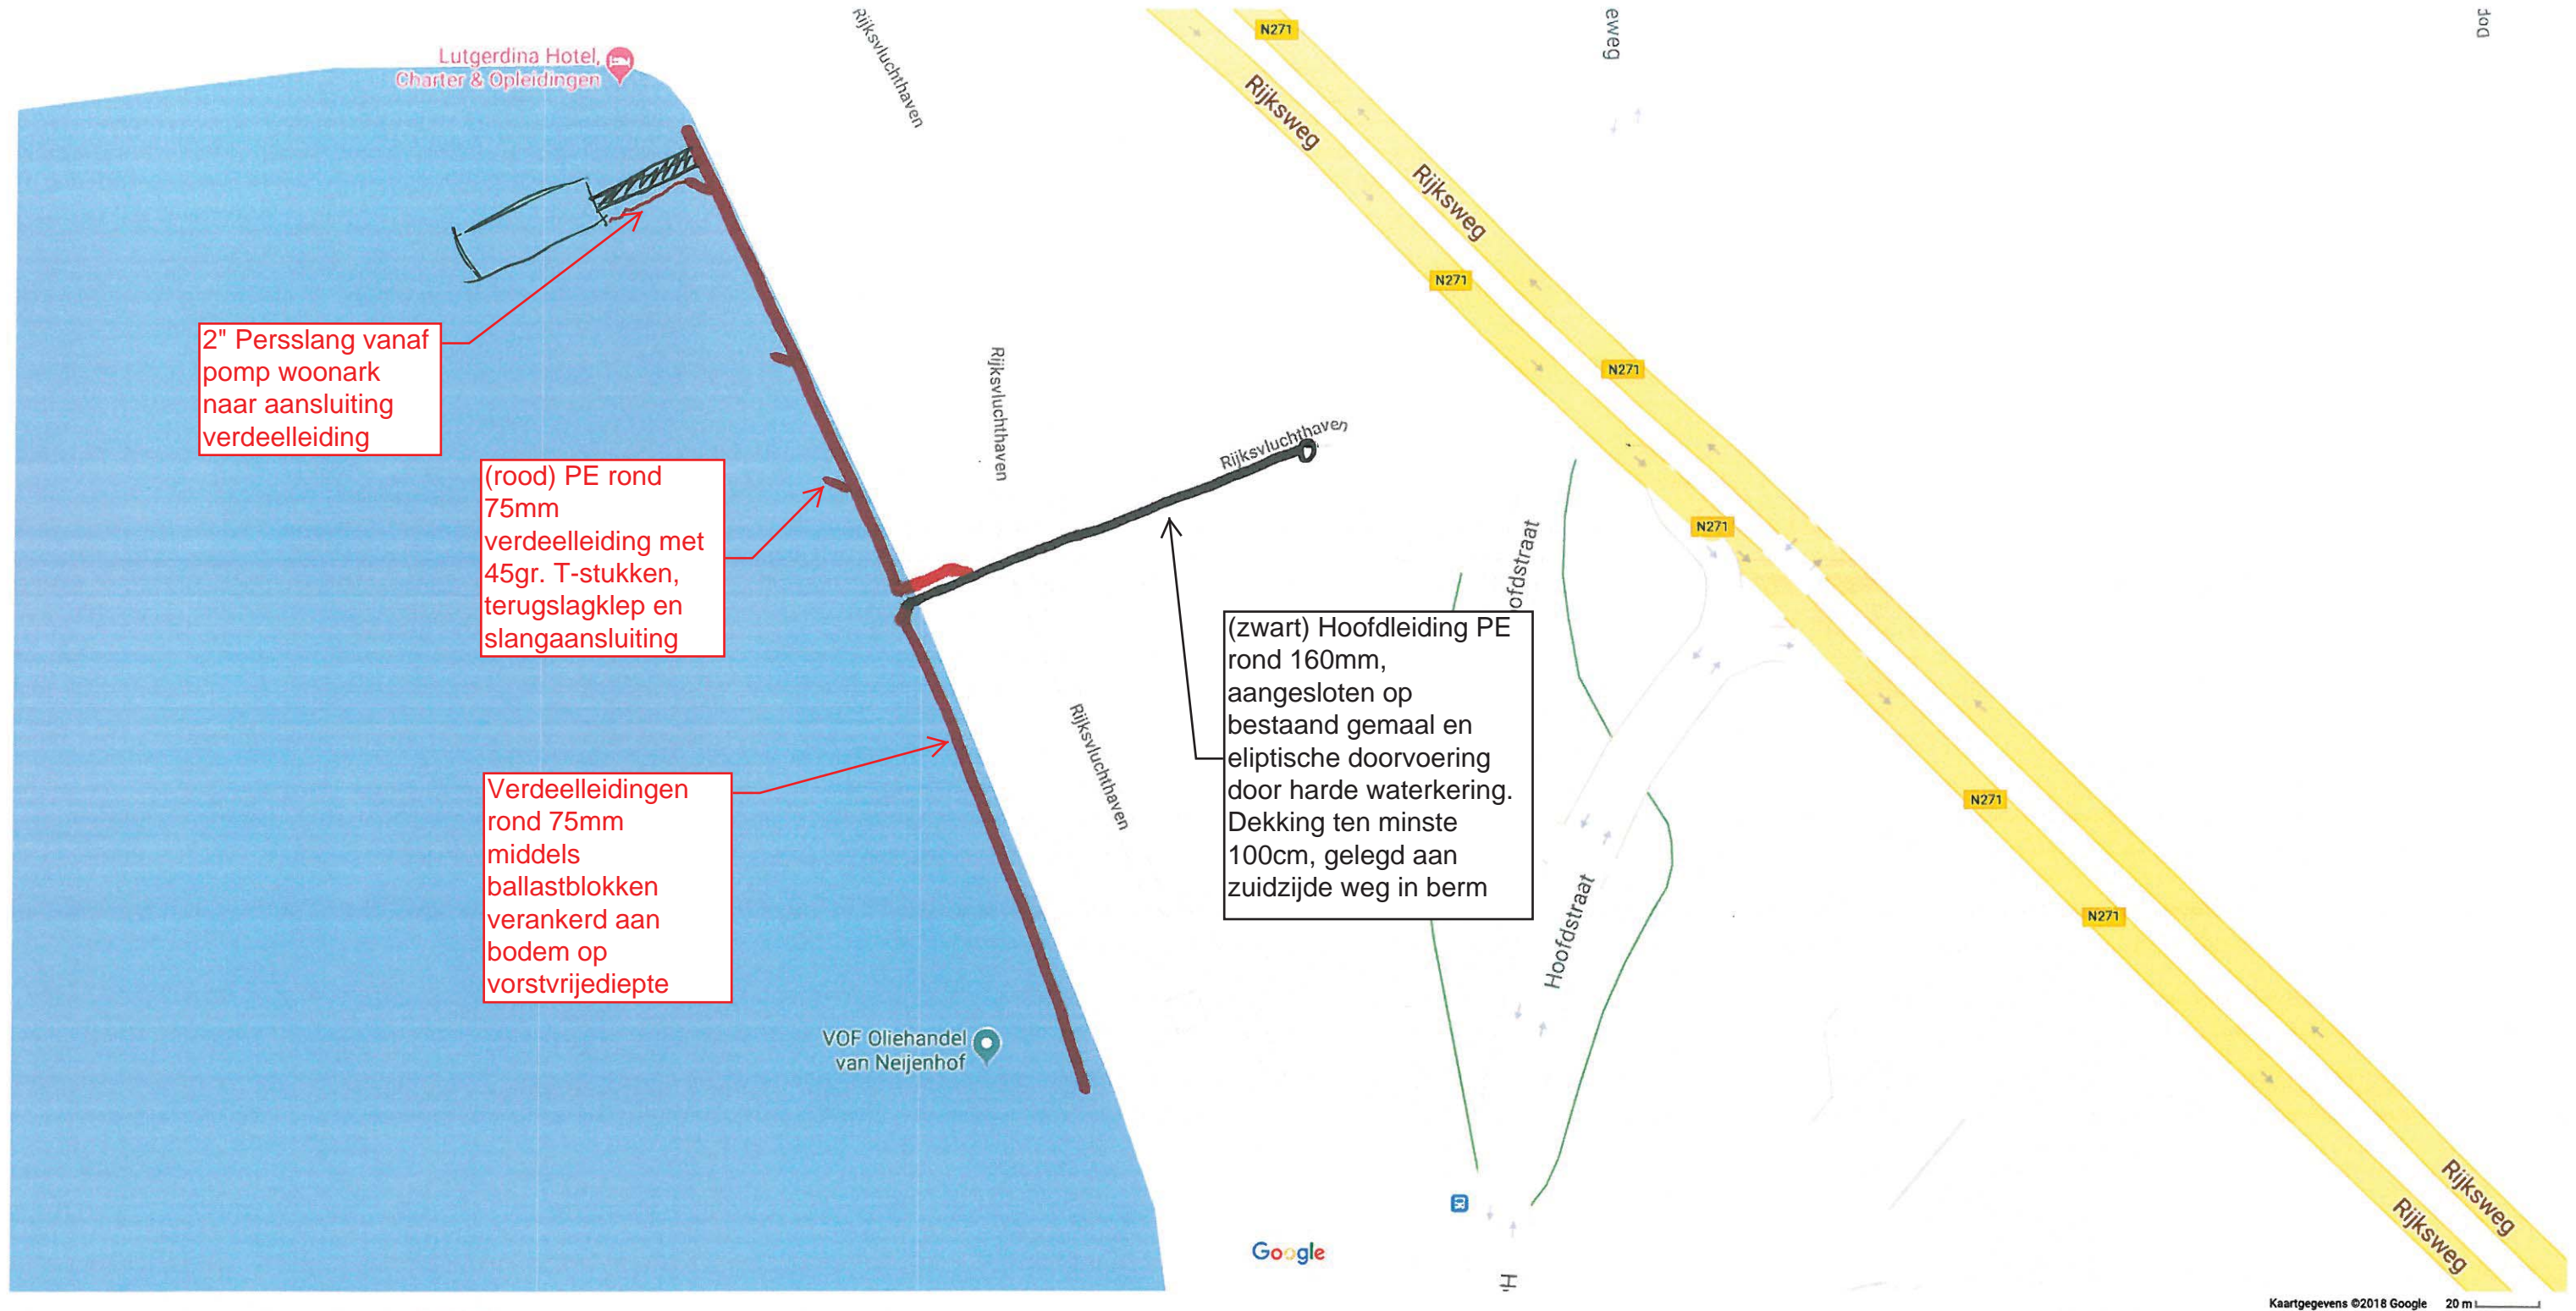 Rijksvluchthaven
N271
eweg
Lutgerdina Hotel,
Charter & Opleidingen
Rijksweg
Rijksweg
N271
2" Persslang vanaf
pomp woonark
naar aansluiting
verdeelleiding
Rijksvluchthaven
N271
Rijksvluchthaven
(rood) PE rond
75mm
verdeelleiding met
45gr. T-stukken,
terugslagklep en
slangaansluiting
N271
ofdstraat
(zwart) Hoofdleiding PE
rond 160mm,
aangesloten op
bestaand gemaal en
eliptische doorvoering
door harde waterkering.
Dekking ten minste
100cm, gelegd aan
zuidzijde weg in berm
Rijksvluchthaven
Verdeelleidingen
rond 75mm
middels
ballastblokken
verankerd aan
bodem op
vorstvrijediepte
N271
N271
Hoofdstraat
VOF Oliehandel
van Neijenhof
Rijksweg
Rijksweg
Google
H
Kaartgegevens ©2018 Google 20 m